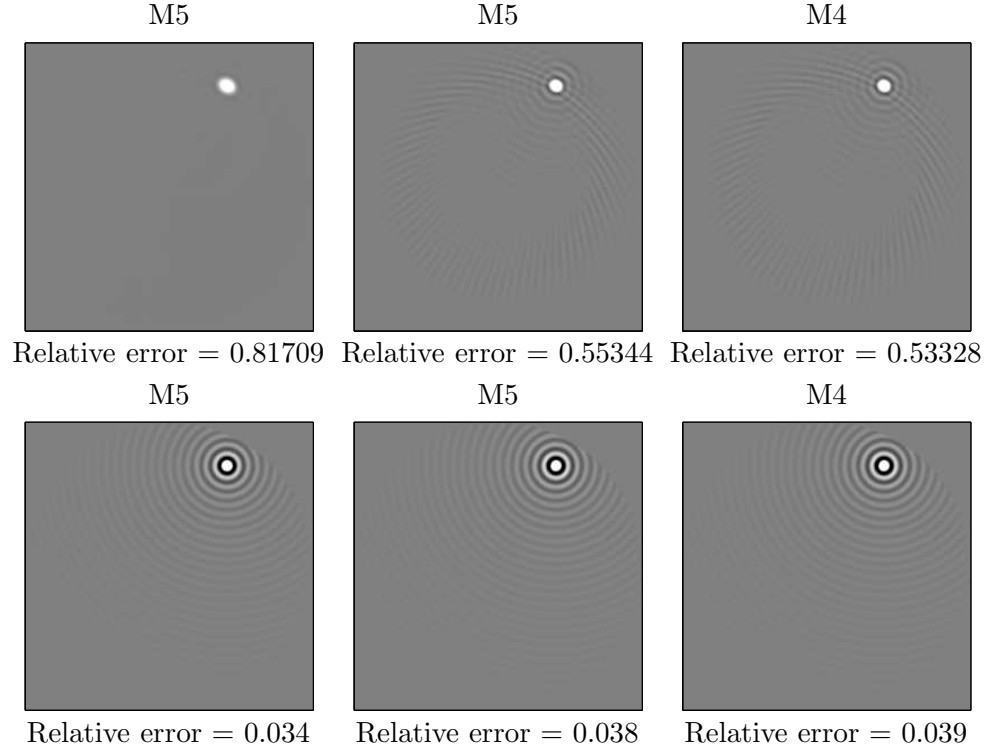 M5 M5 M4
Relative error = 0.81709 Relative error = 0.55344 Relative error = 0.53328
M5 M5 M4
Relative error = 0.034 Relative error = 0.038 Relative error = 0.039